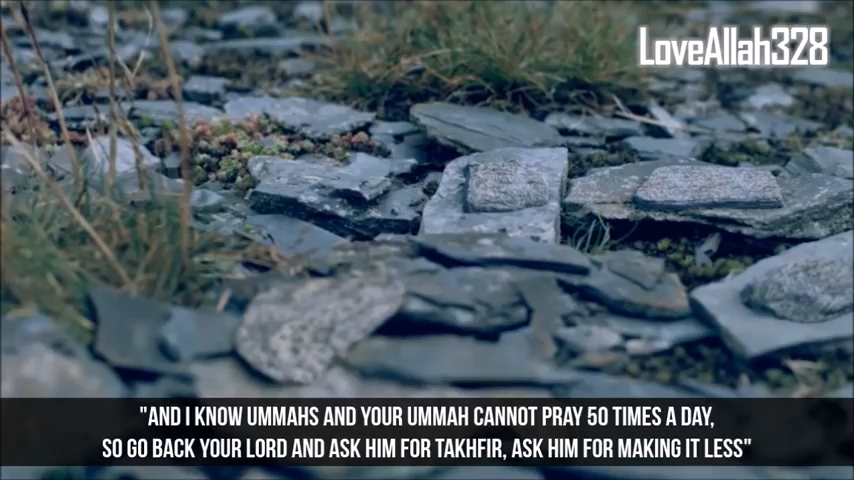 LoveAllah328
"AND I KNOW UMMAHS AND YOUR UMMAH CANNOT PRAY 50 TIMES A DAY,
SO GO BACK YOUR LORD AND ASK HIM FOR TAKHFIR, ASK HIM FOR MAKING IT LESS"